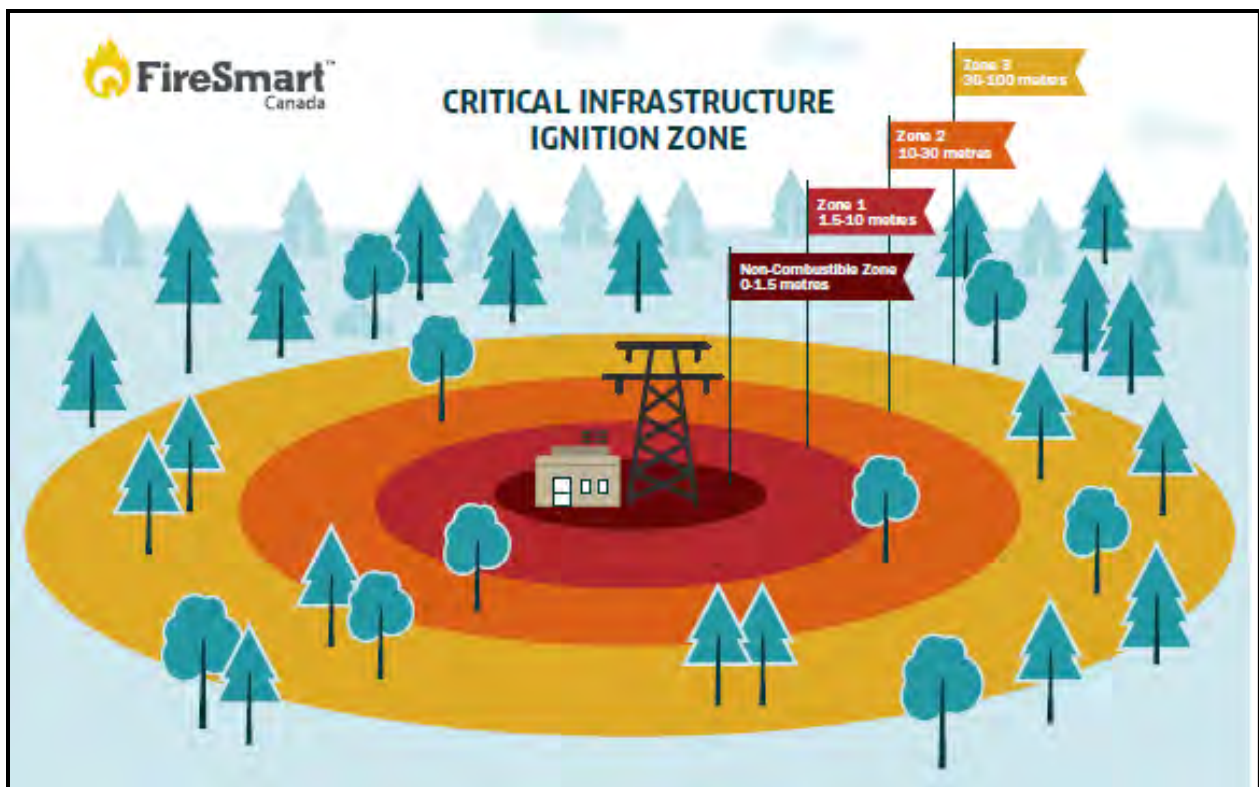 FireSmart™
Canada
CRITICAL INFRASTRUCTURE
IGNITION ZONE
Zone 3
30-100 metres
Zone 2
10-30 metres
Zone 1
1.5-10 metres
Non-Combustible Zone
0-1.5 metres